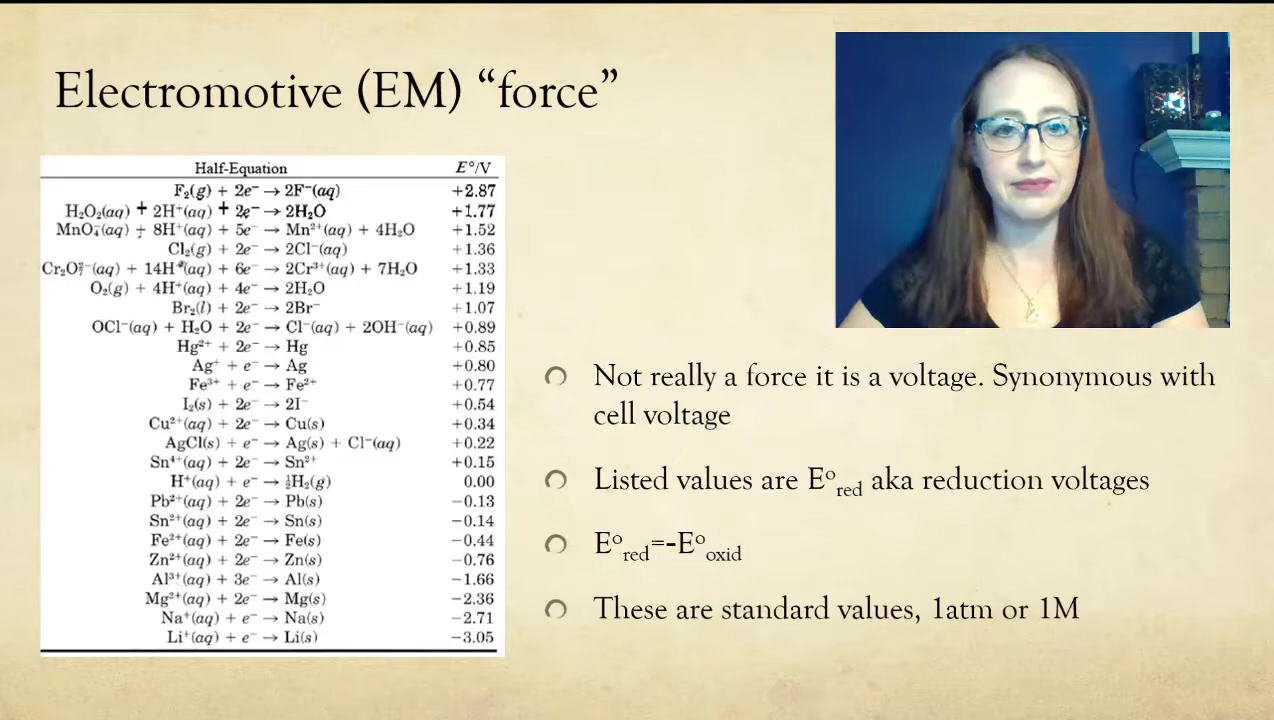 Electromotive (EM) “force”
Half-Equation E°/V
F₂(g) + 2e⁻ → 2F⁻(aq) +2.87
H₂O₂(aq) + 2H⁺(aq) + 2e⁻ → 2H₂O +1.77
MnO₄⁻(aq) + 8H⁺(aq) + 5e⁻ → Mn²⁺(aq) + 4H₂O +1.52
Cl₂(g) + 2e⁻ → 2Cl⁻(aq) +1.36
Cr₂O₇²⁻(aq) + 14H⁺(aq) + 6e⁻ → 2Cr³⁺(aq) + 7H₂O +1.33
O₂(g) + 4H⁺(aq) + 4e⁻ → 2H₂O +1.19
Br₂(l) + 2e⁻ → 2Br⁻ +1.07
OCl⁻(aq) + H₂O + 2e⁻ → Cl⁻(aq) + 2OH⁻(aq) +0.89
Hg²⁺ + 2e⁻ → Hg +0.85
Ag⁺ + e⁻ → Ag +0.80
Fe³⁺ + e⁻ → Fe²⁺ +0.77
I₂(s) + 2e⁻ → 2I⁻ +0.54
Cu²⁺(aq) + 2e⁻ → Cu(s) +0.34
AgCl(s) + e⁻ → Ag(s) + Cl⁻(aq) +0.22
Sn⁴⁺(aq) + 2e⁻ → Sn²⁺ +0.15
H⁺(aq) + e⁻ → ½H₂(g) 0.00
Pb²⁺(aq) + 2e⁻ → Pb(s) −0.13
Sn²⁺(aq) + 2e⁻ → Sn(s) −0.14
Fe²⁺(aq) + 2e⁻ → Fe(s) −0.44
Zn²⁺(aq) + 2e⁻ → Zn(s) −0.76
Al³⁺(aq) + 3e⁻ → Al(s) −1.66
Mg²⁺(aq) + 2e⁻ → Mg(s) −2.36
Na⁺(aq) + e⁻ → Na(s) −2.71
Li⁺(aq) + e⁻ → Li(s) −3.05
Not really a force it is a voltage. Synonymous with
cell voltage
Listed values are E°red aka reduction voltages
E°red=-E°oxid
These are standard values, 1atm or 1M